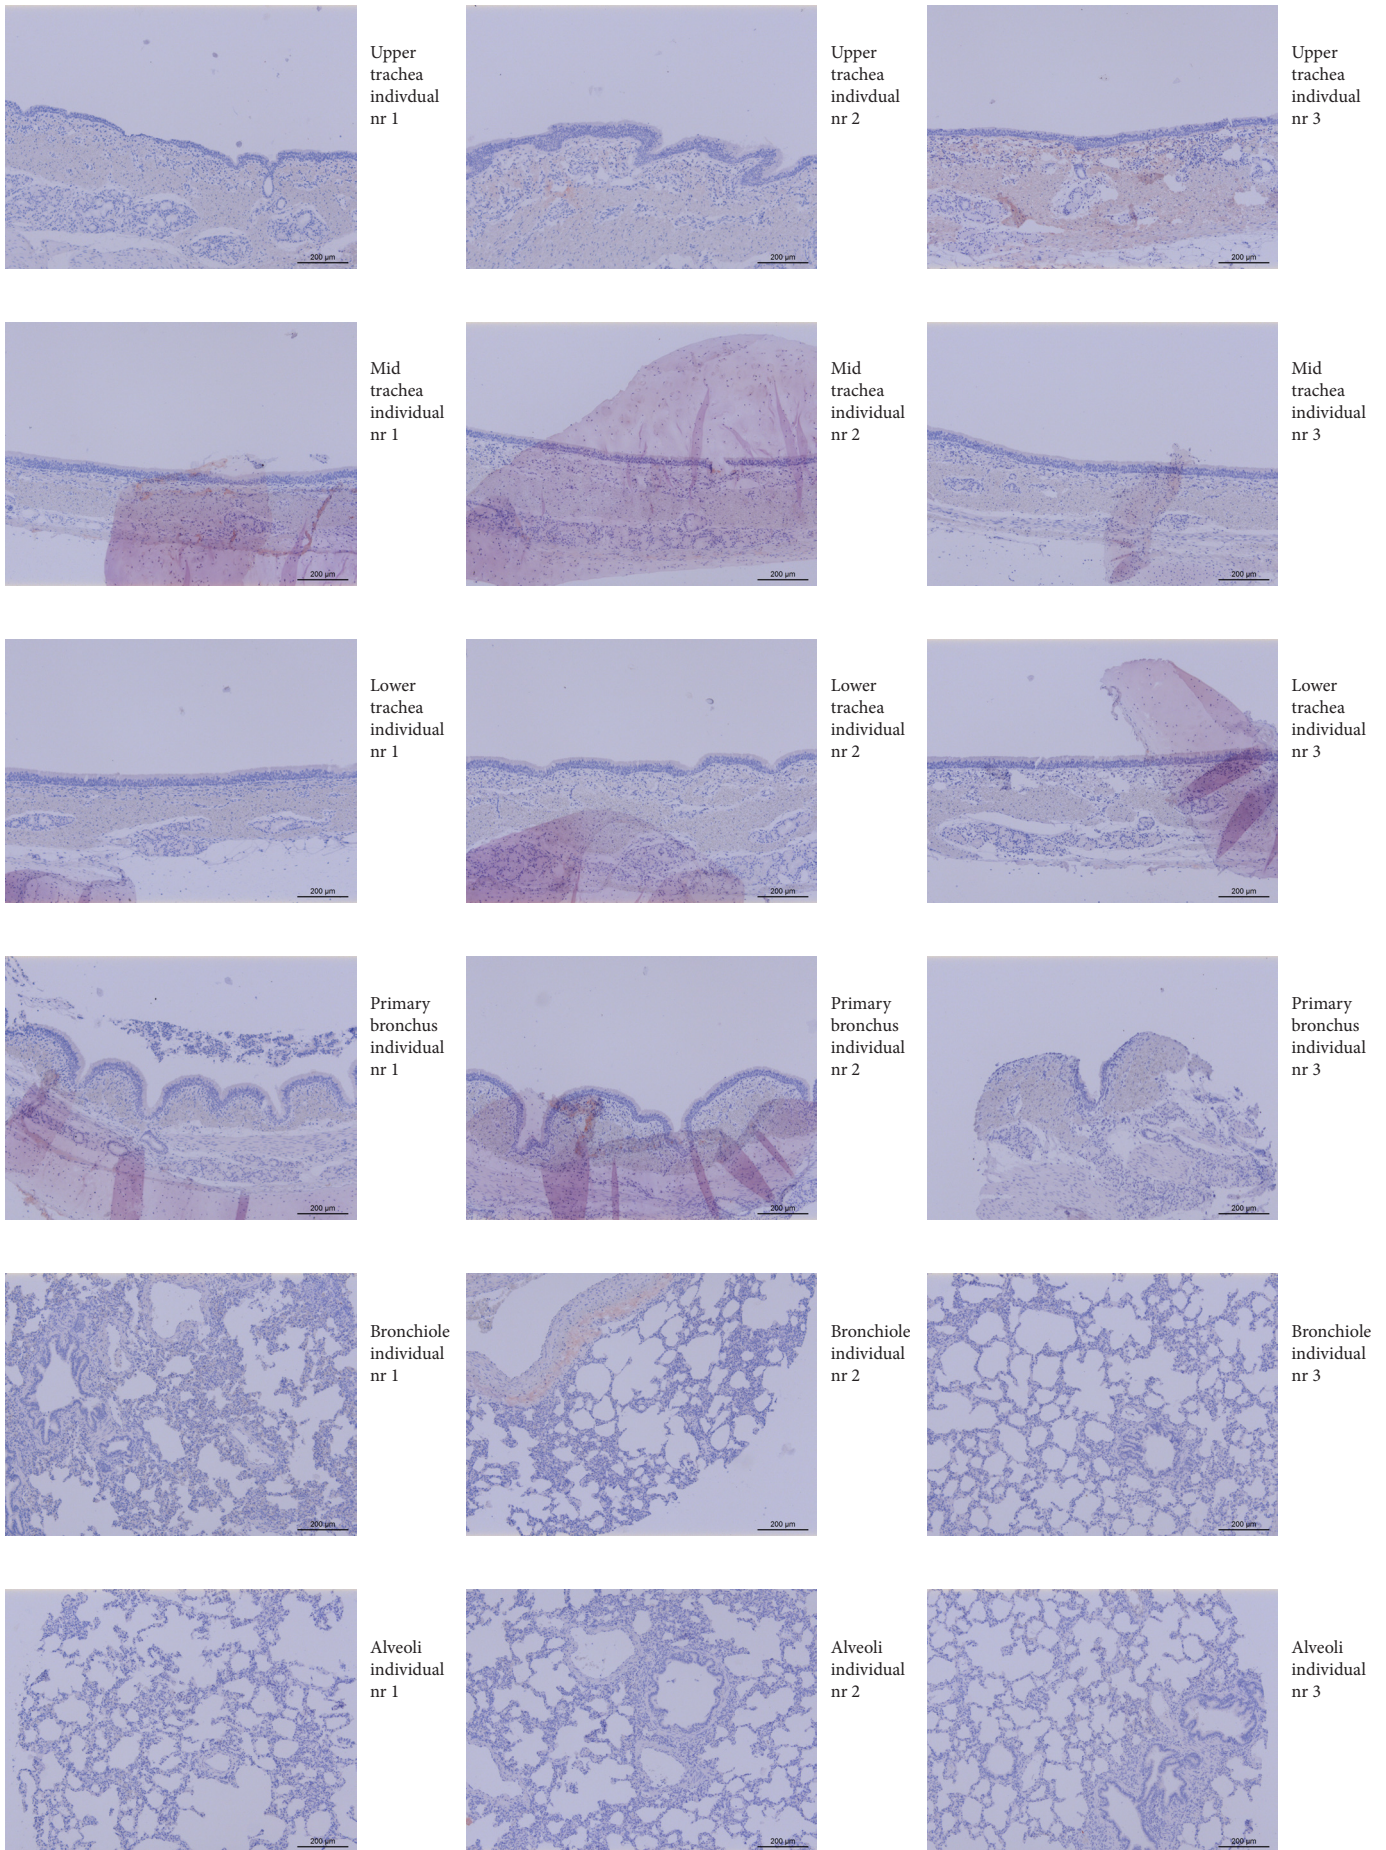 Upper
trachea
indivdual
nr 1
200 µm
Upper
trachea
indivdual
nr 2
200 µm
Upper
trachea
indivdual
nr 3
200 µm
Mid
trachea
individual
nr 1
200 µm
Mid
trachea
individual
nr 2
200 µm
Mid
trachea
individual
nr 3
200 µm
Lower
trachea
individual
nr 1
200 µm
Lower
trachea
individual
nr 2
200 µm
Lower
trachea
individual
nr 3
200 µm
Primary
bronchus
individual
nr 1
200 µm
Primary
bronchus
individual
nr 2
200 µm
Primary
bronchus
individual
nr 3
200 µm
Bronchiole
individual
nr 1
200 µm
Bronchiole
individual
nr 2
200 µm
Bronchiole
individual
nr 3
200 µm
Alveoli
individual
nr 1
200 µm
Alveoli
individual
nr 2
200 µm
Alveoli
individual
nr 3
200 µm